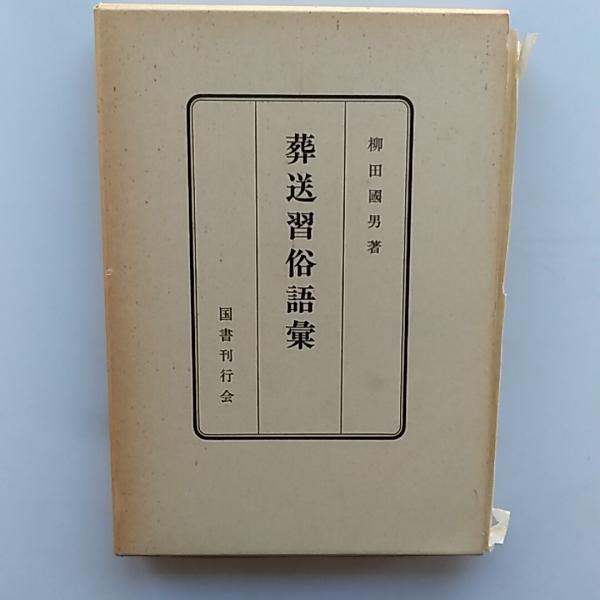 柳田國男著
葬送習俗語彙
国書刊行会